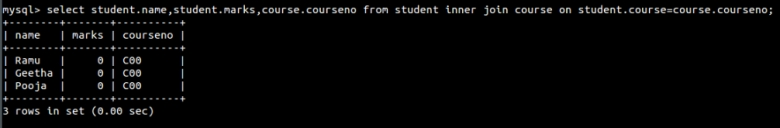 mysql> select student.name,student.marks,course.courseno from student inner join course on student.course=course.courseno;
+--------+-------+----------+
| name   | marks | courseno |
+--------+-------+----------+
| Ramu   |     0 | C00      |
| Geetha |     0 | C00      |
| Pooja  |     0 | C00      |
+--------+-------+----------+
3 rows in set (0.00 sec)